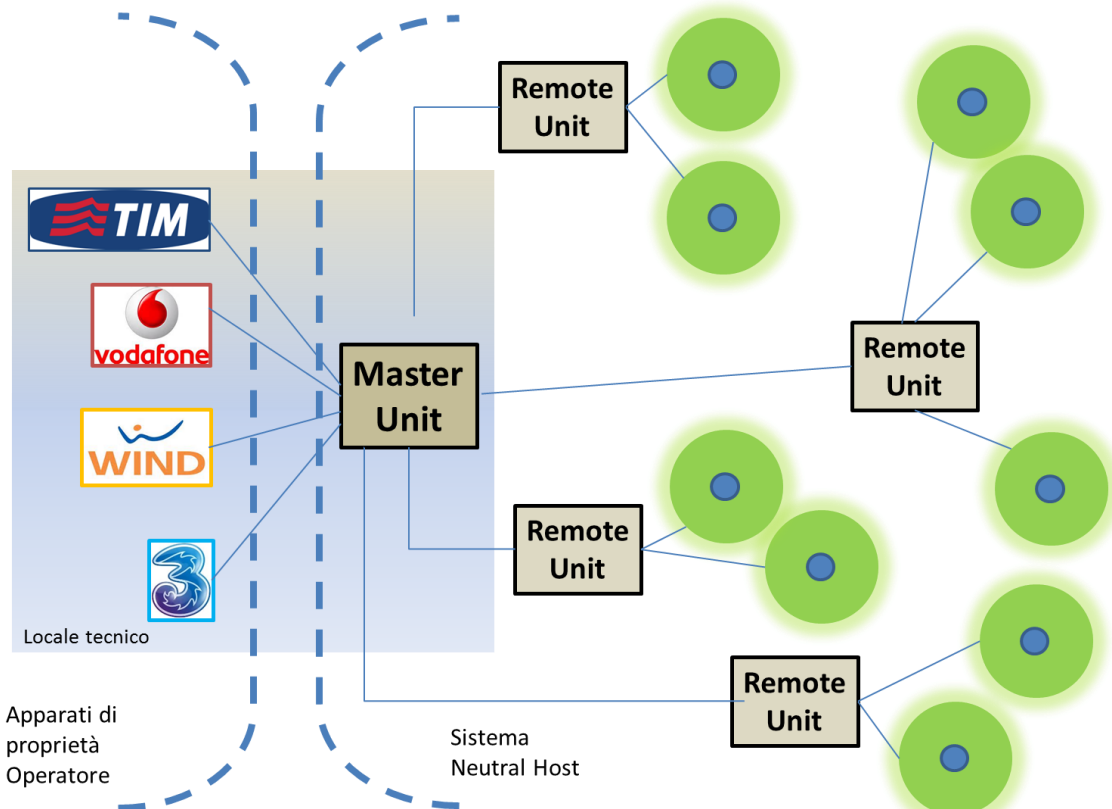 Remote
Unit
TIM
vodafone
Master
Unit
Remote
Unit
WIND
3
Remote
Unit
Locale tecnico
Remote
Unit
Apparati di
proprietà
Operatore
Sistema
Neutral Host